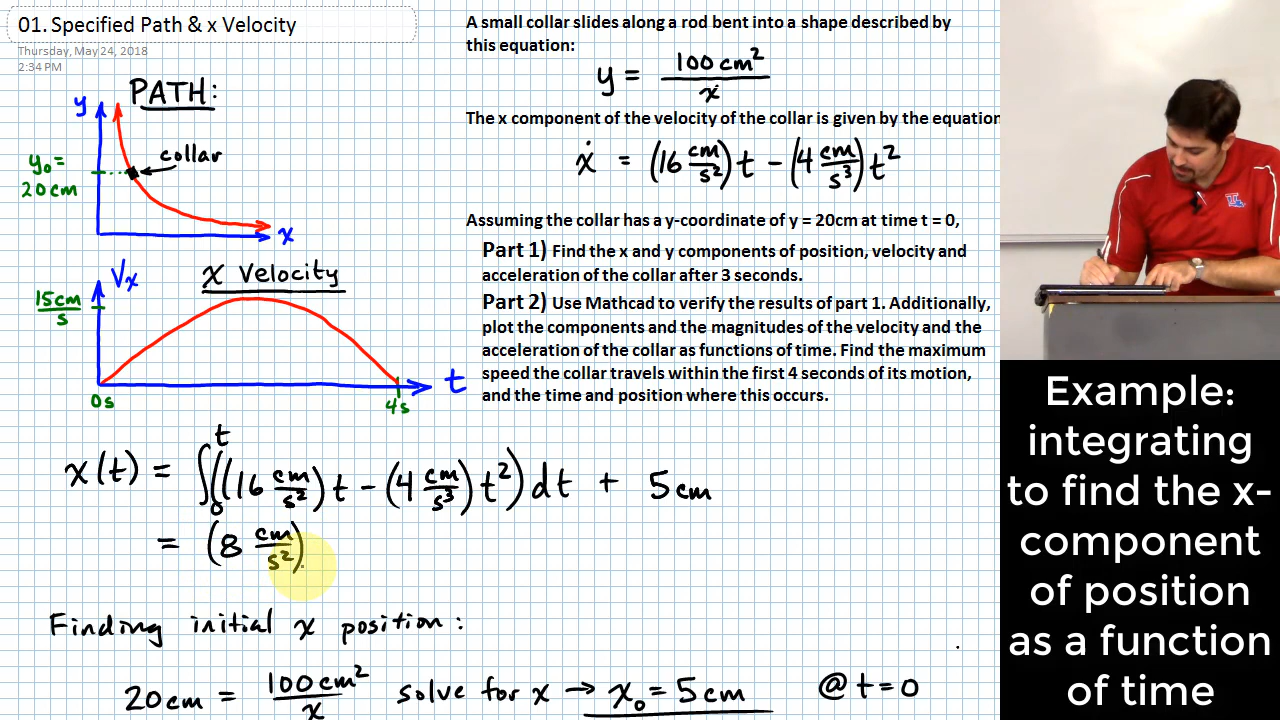 01. Specified Path & x Velocity
Thursday, May 24, 2018
2:34 PM
PATH:
y
collar
y₀ =
20cm
x
x Velocity
Vx
15cm
s
t
0s
4s
A small collar slides along a rod bent into a shape described by
this equation:
y = 100 cm² / x
The x component of the velocity of the collar is given by the equation
ẋ = (16 cm/s²) t - (4 cm/s³) t²
Assuming the collar has a y-coordinate of y = 20cm at time t = 0,
Part 1) Find the x and y components of position, velocity and
acceleration of the collar after 3 seconds.
Part 2) Use Mathcad to verify the results of part 1. Additionally,
plot the components and the magnitudes of the velocity and the
acceleration of the collar as functions of time. Find the maximum
speed the collar travels within the first 4 seconds of its motion,
and the time and position where this occurs.
x(t) = ∫₀ᵗ ((16 cm/s²) t - (4 cm/s³) t²) dt + 5cm
= (8 cm/s²)
Finding initial x position:
20cm = 100cm² / x solve for x → x₀ = 5cm @ t = 0
Example:
integrating
to find the x-
component
of position
as a function
of time